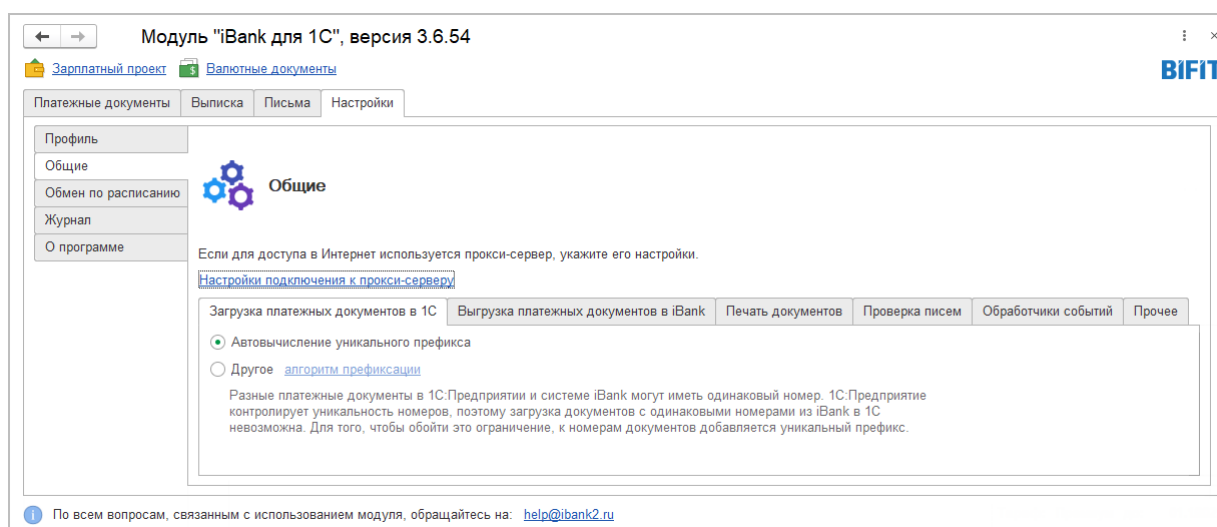 Модуль "iBank для 1С", версия 3.6.54
Зарплатный проект Валютные документы
BIFIT
Платежные документы Выписка Письма Настройки
Профиль
Общие
Обмен по расписанию
Журнал
О программе
Общие
Если для доступа в Интернет используется прокси-сервер, укажите его настройки.
Настройки подключения к прокси-серверу
Загрузка платежных документов в 1С Выгрузка платежных документов в iBank Печать документов Проверка писем Обработчики событий Прочее
Автовычисление уникального префикса
Другое алгоритм префиксации
Разные платежные документы в 1С:Предприятии и системе iBank могут иметь одинаковый номер. 1С:Предприятие
контролирует уникальность номеров, поэтому загрузка документов с одинаковыми номерами из iBank в 1С
невозможна. Для того, чтобы обойти это ограничение, к номерам документов добавляется уникальный префикс.
По всем вопросам, связанным с использованием модуля, обращайтесь на: help@ibank2.ru